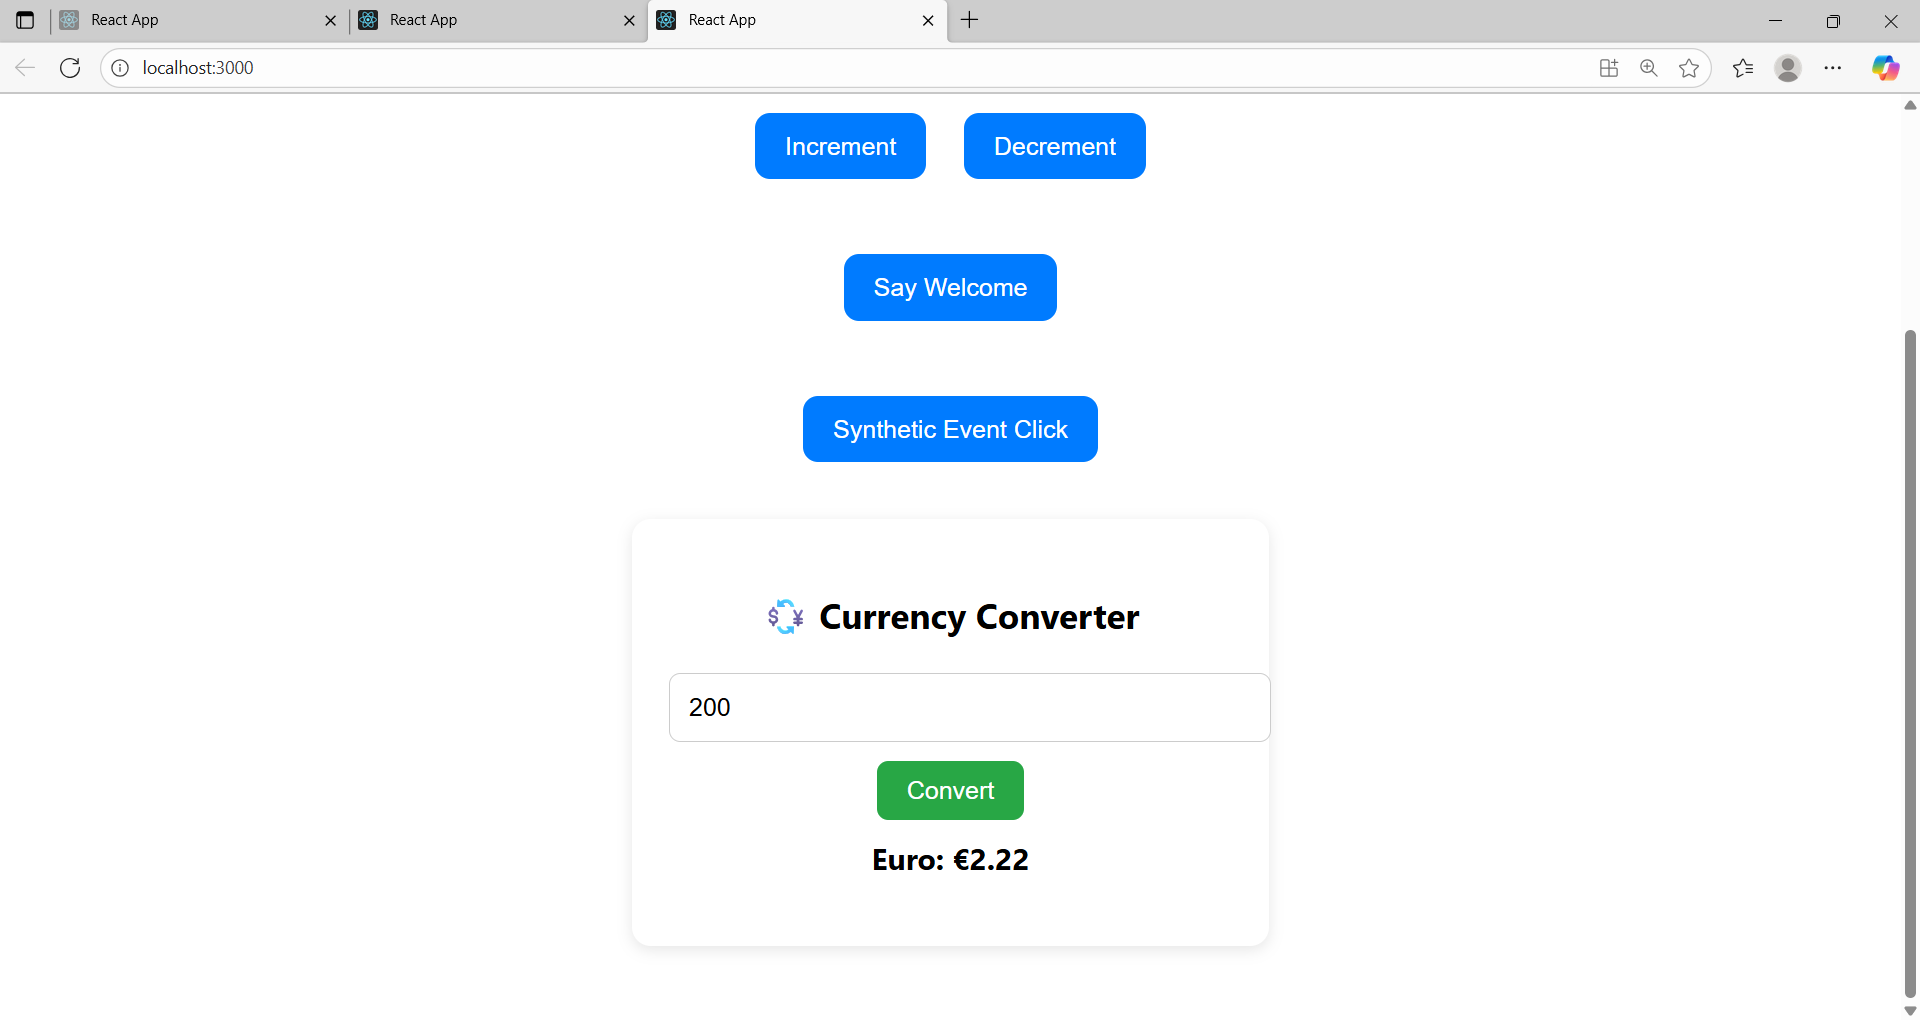 React App
React App
React App
localhost:3000
Increment
Decrement
Say Welcome
Synthetic Event Click
💱 Currency Converter
200
Convert
Euro: €2.22